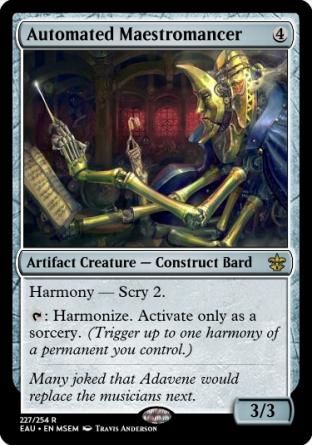 Automated Maestromancer 4
Artifact Creature — Construct Bard
Harmony — Scry 2.
: Harmonize. Activate only as a
sorcery. (Trigger up to one harmony of
a permanent you control.)
Many joked that Adavene would
replace the musicians next.
227/254 R
EAU • EN MSEM Travis Anderson
3/3